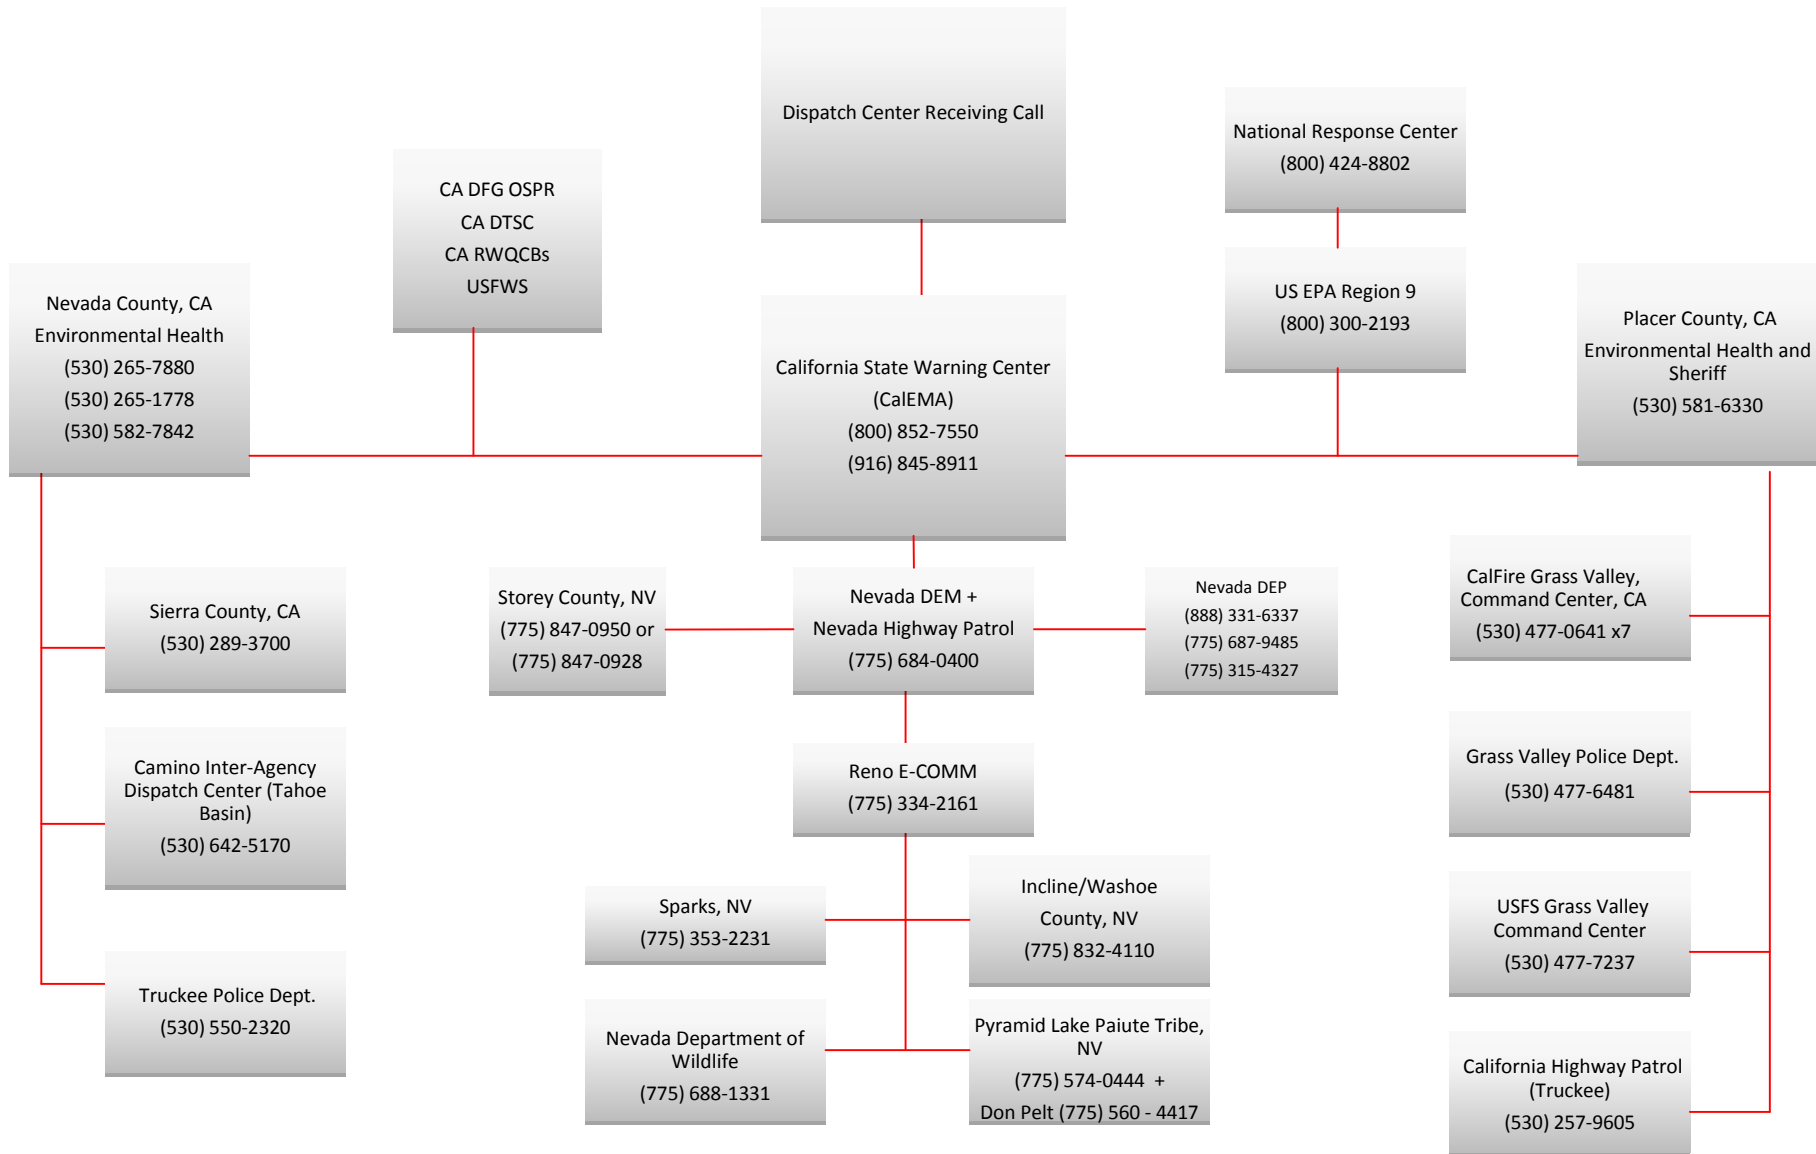 Dispatch Center Receiving Call
National Response Center
(800) 424-8802
CA DFG OSPR
CA DTSC
CA RWQCBs
USFWS
US EPA Region 9
(800) 300-2193
Nevada County, CA
Environmental Health
(530) 265-7880
(530) 265-1778
(530) 582-7842
California State Warning Center
(CalEMA)
(800) 852-7550
(916) 845-8911
Placer County, CA
Environmental Health and
Sheriff
(530) 581-6330
Sierra County, CA
(530) 289-3700
Storey County, NV
(775) 847-0950 or
(775) 847-0928
Nevada DEM +
Nevada Highway Patrol
(775) 684-0400
Nevada DEP
(888) 331-6337
(775) 687-9485
(775) 315-4327
CalFire Grass Valley,
Command Center, CA
(530) 477-0641 x7
Camino Inter-Agency
Dispatch Center (Tahoe
Basin)
(530) 642-5170
Reno E-COMM
(775) 334-2161
Grass Valley Police Dept.
(530) 477-6481
Sparks, NV
(775) 353-2231
Incline/Washoe
County, NV
(775) 832-4110
USFS Grass Valley
Command Center
(530) 477-7237
Truckee Police Dept.
(530) 550-2320
Nevada Department of
Wildlife
(775) 688-1331
Pyramid Lake Paiute Tribe,
NV
(775) 574-0444 +
Don Pelt (775) 560 - 4417
California Highway Patrol
(Truckee)
(530) 257-9605